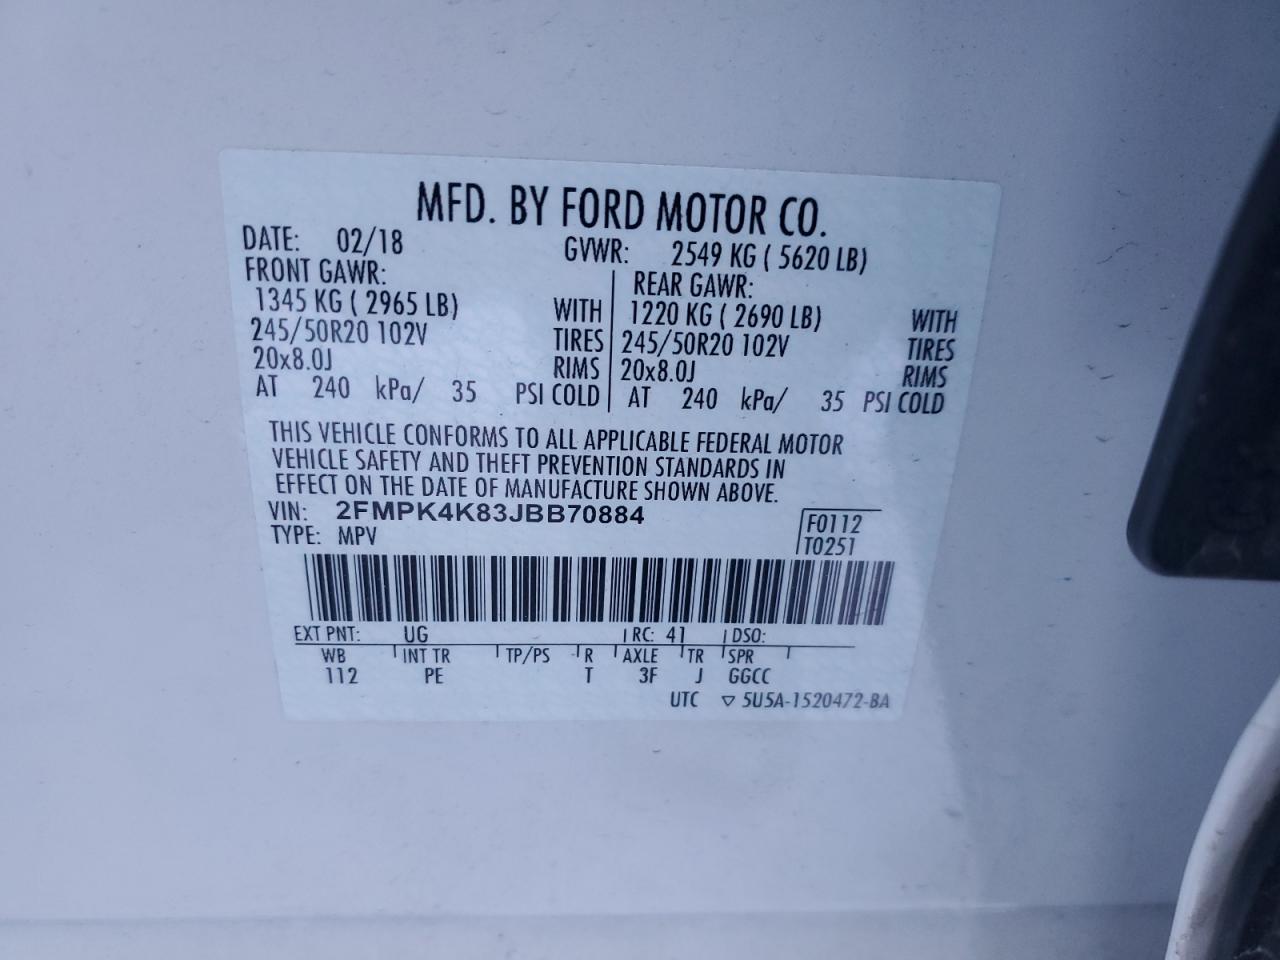 MFD. BY FORD MOTOR CO.
DATE: 02/18 GVWR: 2549 KG ( 5620 LB)
FRONT GAWR: REAR GAWR:
1345 KG ( 2965 LB) WITH 1220 KG ( 2690 LB) WITH
245/50R20 102V TIRES 245/50R20 102V TIRES
20x8.0J RIMS 20x8.0J RIMS
AT 240 kPa/ 35 PSI COLD AT 240 kPa/ 35 PSI COLD
THIS VEHICLE CONFORMS TO ALL APPLICABLE FEDERAL MOTOR
VEHICLE SAFETY AND THEFT PREVENTION STANDARDS IN
EFFECT ON THE DATE OF MANUFACTURE SHOWN ABOVE.
VIN: 2FMPK4K83JBB70884 F0112
TYPE: MPV T0251
EXT PNT: UG RC: 41 DSO:
WB INT TR TP/PS R AXLE TR SPR
112 PE T 3F J GGCC
UTC ▽ 5U5A-1520472-BA